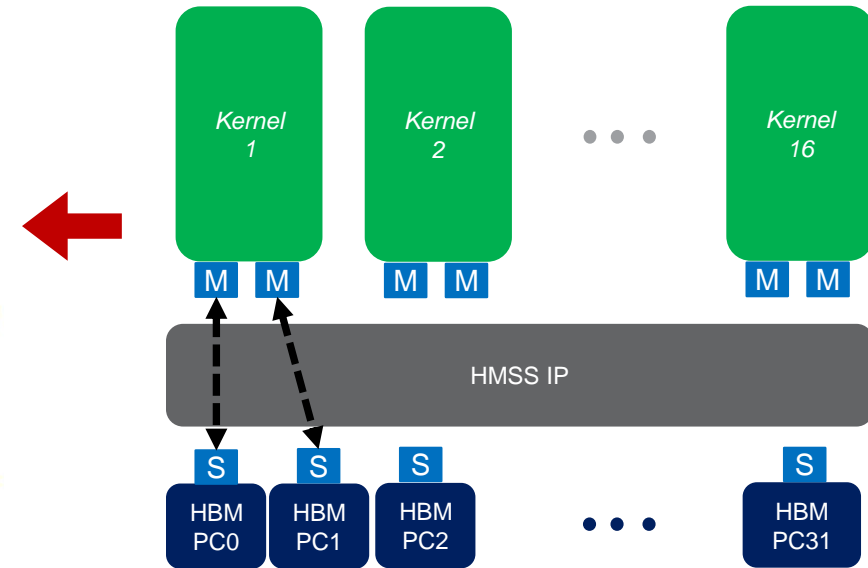 Kernel
1
Kernel
2
Kernel
16
M M M M M M
HMSS IP
S S S S
HBM
PC0
HBM
PC1
HBM
PC2
HBM
PC31